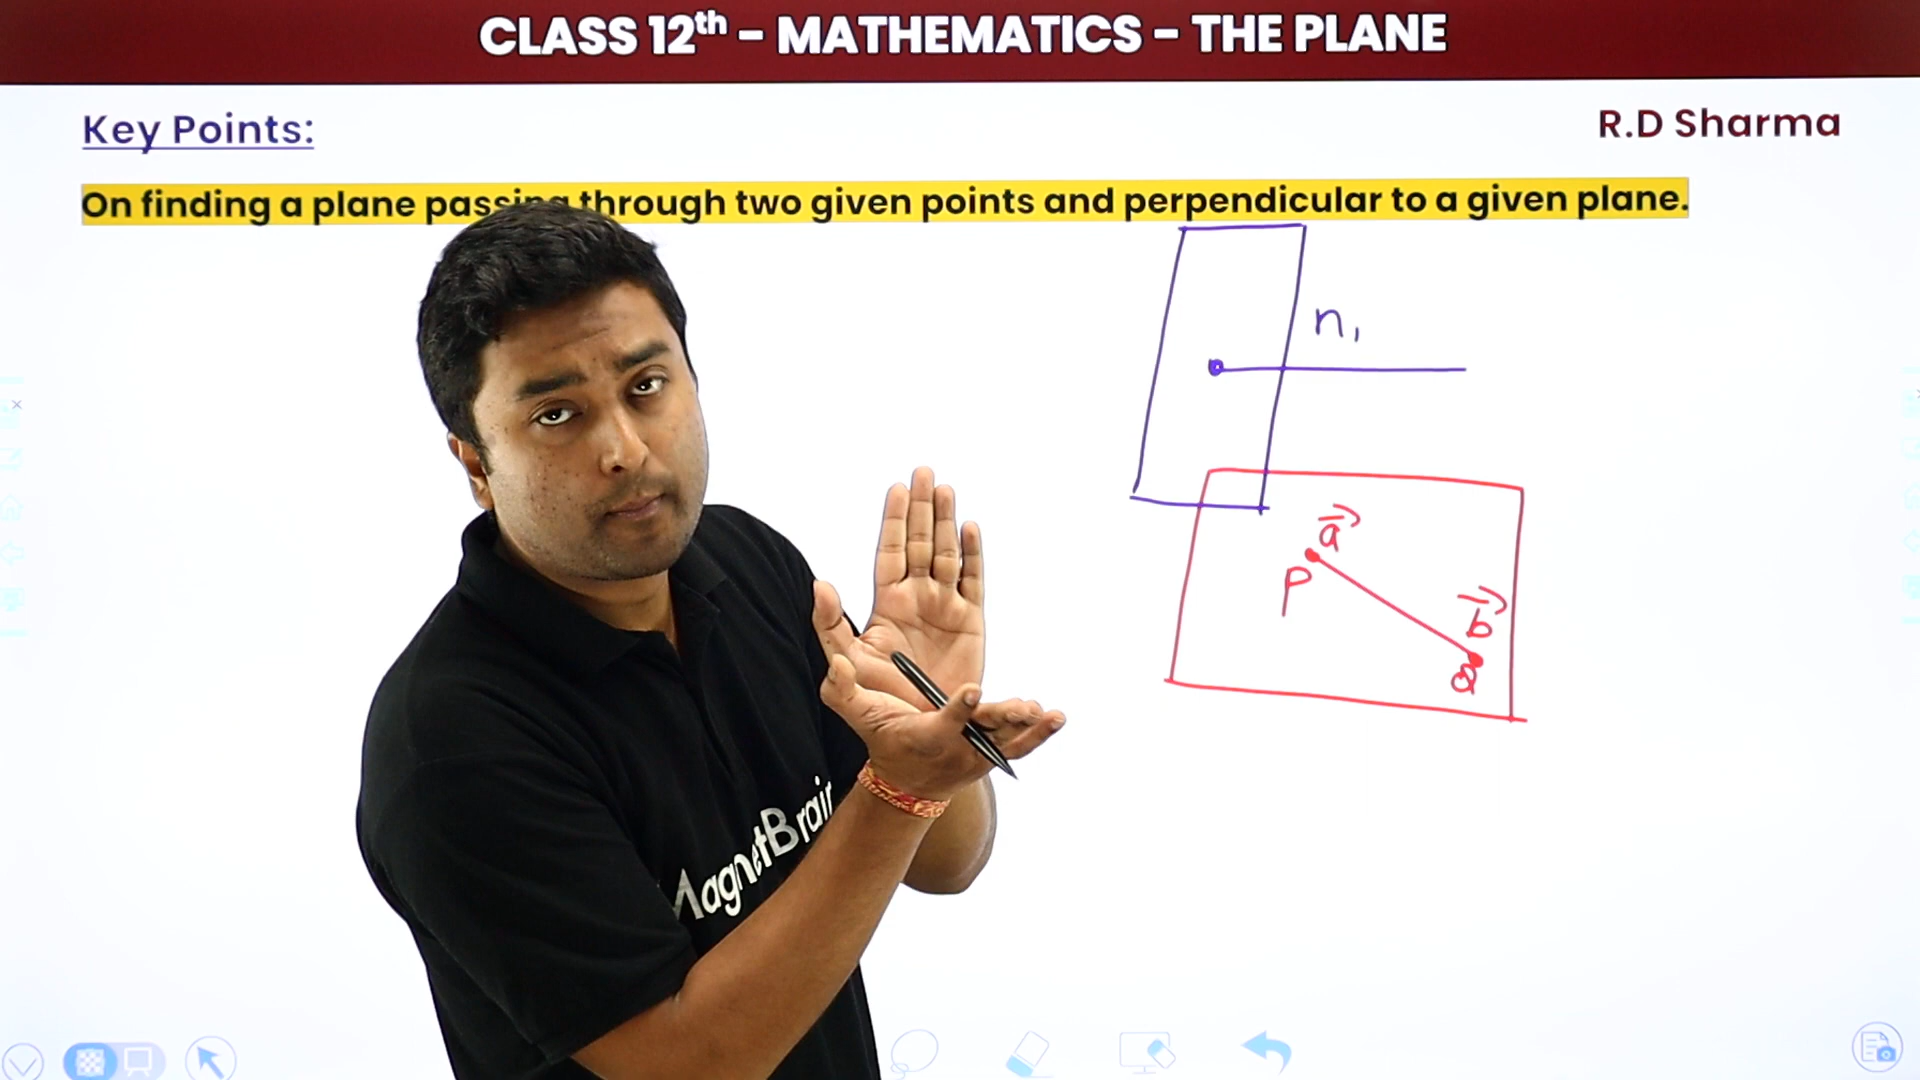 CLASS 12th - MATHEMATICS - THE PLANE
Key Points:
R.D Sharma
On finding a plane passing through two given points and perpendicular to a given plane.
n₁
a⃗
P
b⃗
Q
MagnetBrain